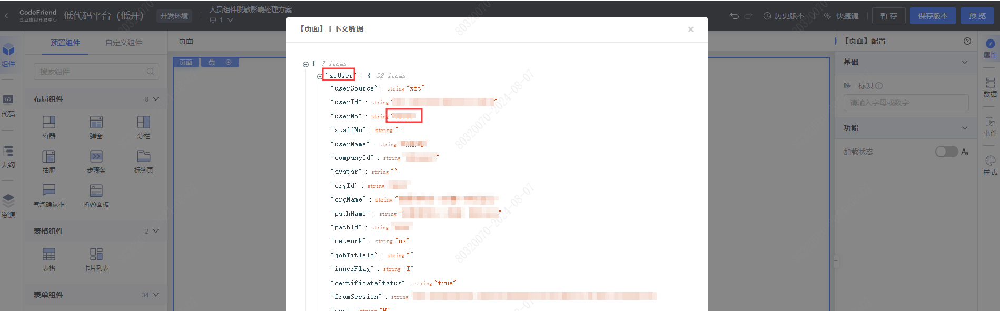 CodeFriend
企业应用开发中心
低代码平台（低开）
开发环境
人员组件脱敏影响处理方案
1
历史版本
快捷键
暂存
保存版本
预览
【页面】上下文数据
预置组件
自定义组件
页面
【页面】配置
组件
代码
大纲
资源
搜索组件
布局组件 8
容器 弹窗 分栏
抽屉 步骤条 标签页
气泡确认框 折叠面板
表格组件 2
表格 卡片列表
表单组件 34
页面
{ 7 items
"xcUser" : { 32 items
"userSource" : string "xft"
"userId" : string "
"userNo" : string "
"staffNo" : string ""
"userName" : string
"companyId" : string "
"avatar" : string ""
"orgId" : string
"orgName" : string "
"pathName" : string "
"pathId" : string
"network" : string "oa"
"jobTitleId" : string ""
"innerFlag" : string "I"
"certificateStatus" : string "true"
"fromSession" : string "
"sex" : string "M"
基础
唯一标识
请输入字母或数字
功能
加载状态
属性
数据
事件
样式
80320070-2024-08-07
80320070-2024-08-07